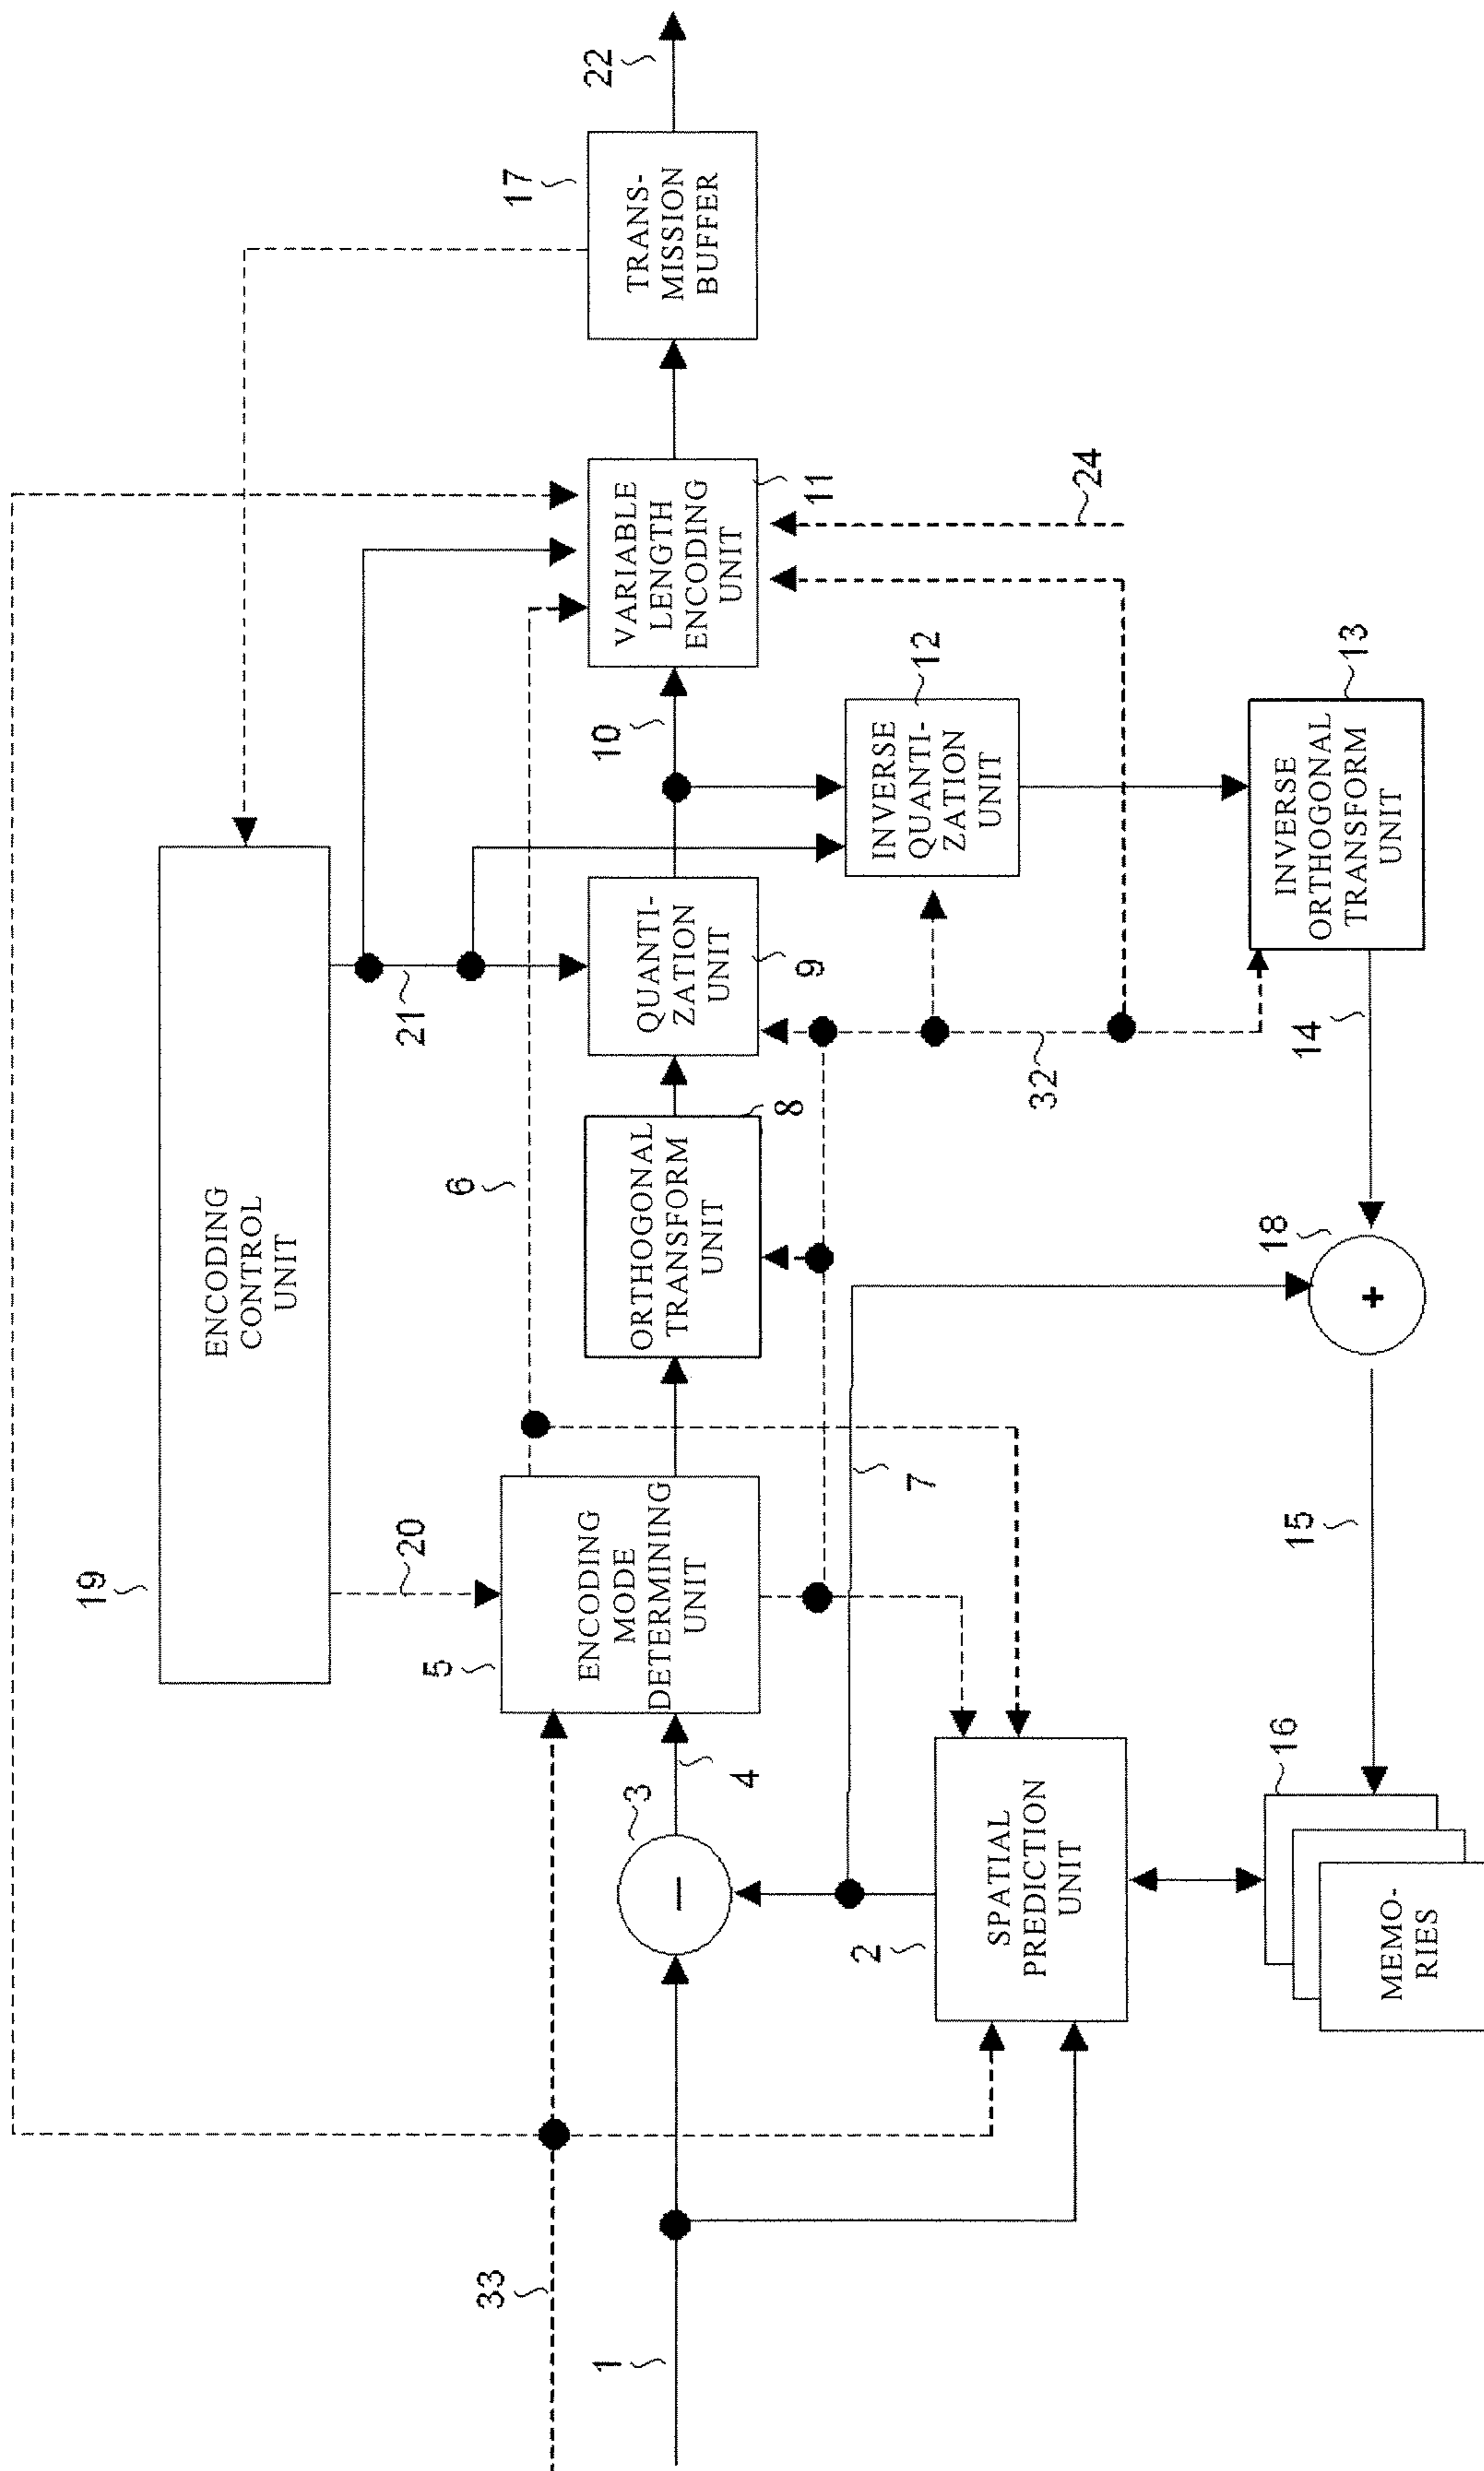 19
ENCODING
CONTROL
UNIT
17
22
TRANS-
MISSION
BUFFER
20
21
6
33
1
3
4
5
ENCODING
MODE
DETERMINING
UNIT
ORTHOGONAL
TRANSFORM
UNIT
8
QUANTI-
ZATION
UNIT
9
10
VARIABLE
LENGTH
ENCODING
UNIT
11
24
2
SPATIAL
PREDICTION
UNIT
7
32
INVERSE
QUANTI-
ZATION
UNIT
12
16
MEMO-
RIES
15
18
+
14
INVERSE
ORTHOGONAL
TRANSFORM
UNIT
13